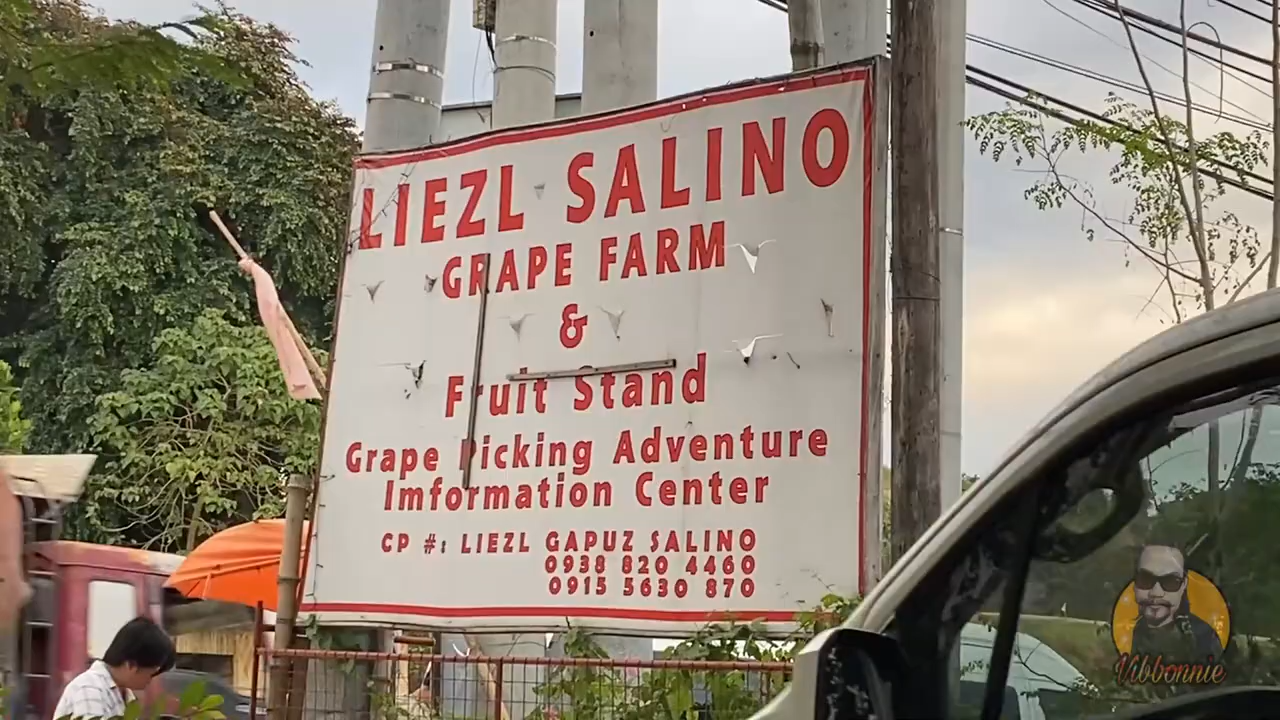 LIEZL SALINO
GRAPE FARM
&
Fruit Stand
Grape Picking Adventure
Imformation Center
CP #: LIEZL GAPUZ SALINO
0938 820 4460
0915 5630 870
Vibbonnie